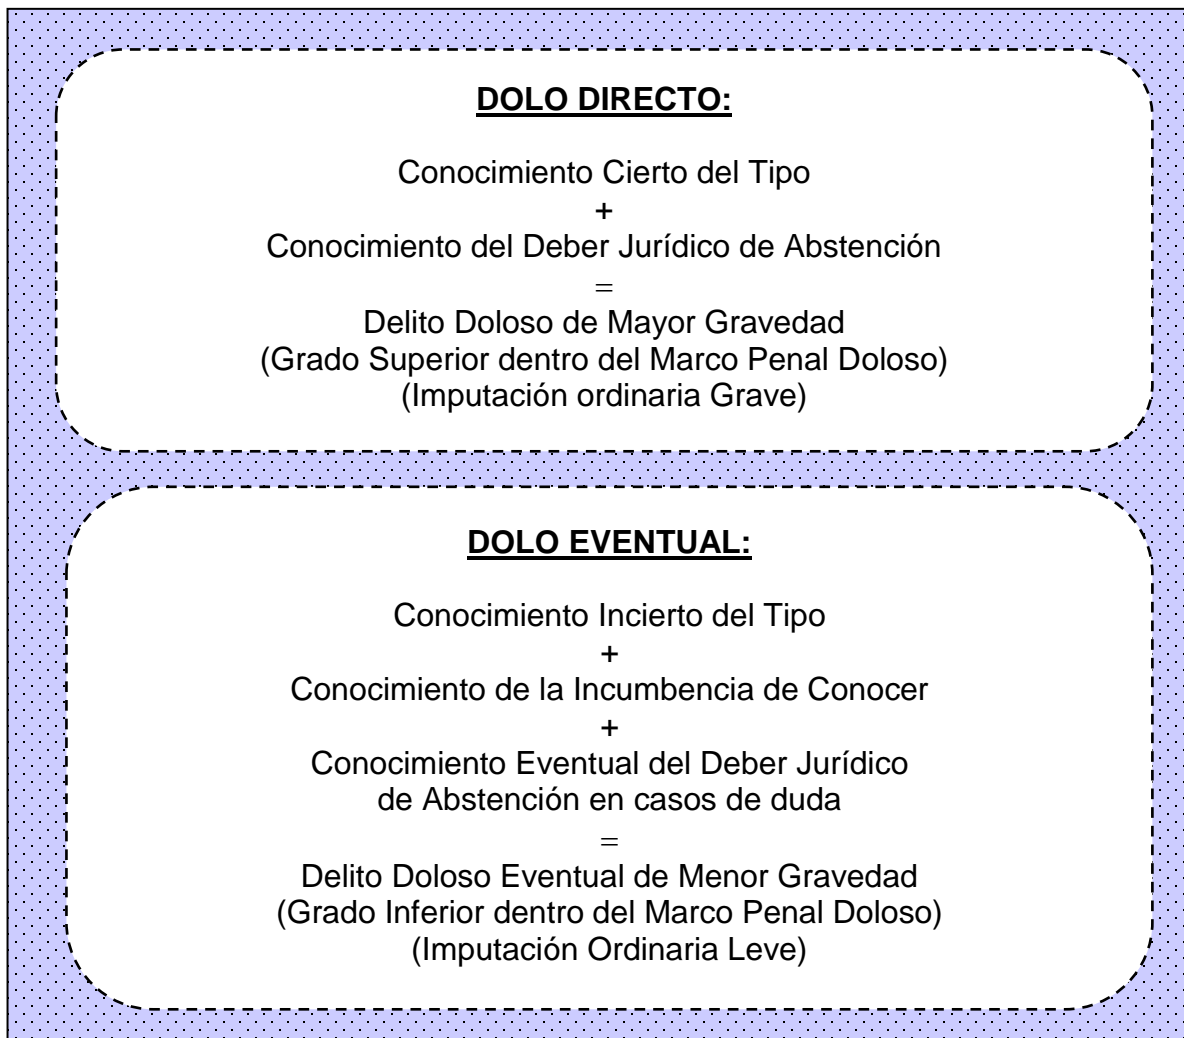 DOLO DIRECTO:
Conocimiento Cierto del Tipo
+
Conocimiento del Deber Jurídico de Abstención
=
Delito Doloso de Mayor Gravedad
(Grado Superior dentro del Marco Penal Doloso)
(Imputación ordinaria Grave)
DOLO EVENTUAL:
Conocimiento Incierto del Tipo
+
Conocimiento de la Incumbencia de Conocer
+
Conocimiento Eventual del Deber Jurídico
de Abstención en casos de duda
=
Delito Doloso Eventual de Menor Gravedad
(Grado Inferior dentro del Marco Penal Doloso)
(Imputación Ordinaria Leve)